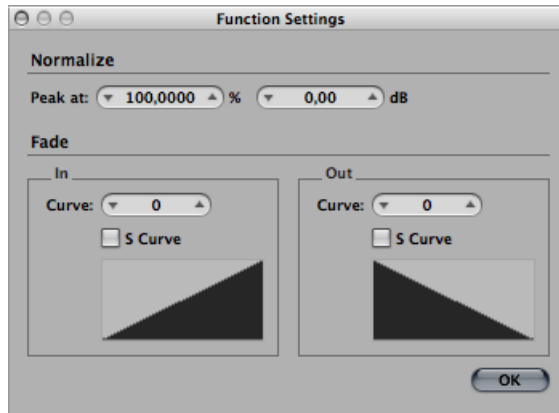 Function Settings
Normalize
Peak at: 100,0000 % 0,00 dB
Fade
In
Curve: 0
S Curve
Out
Curve: 0
S Curve
OK